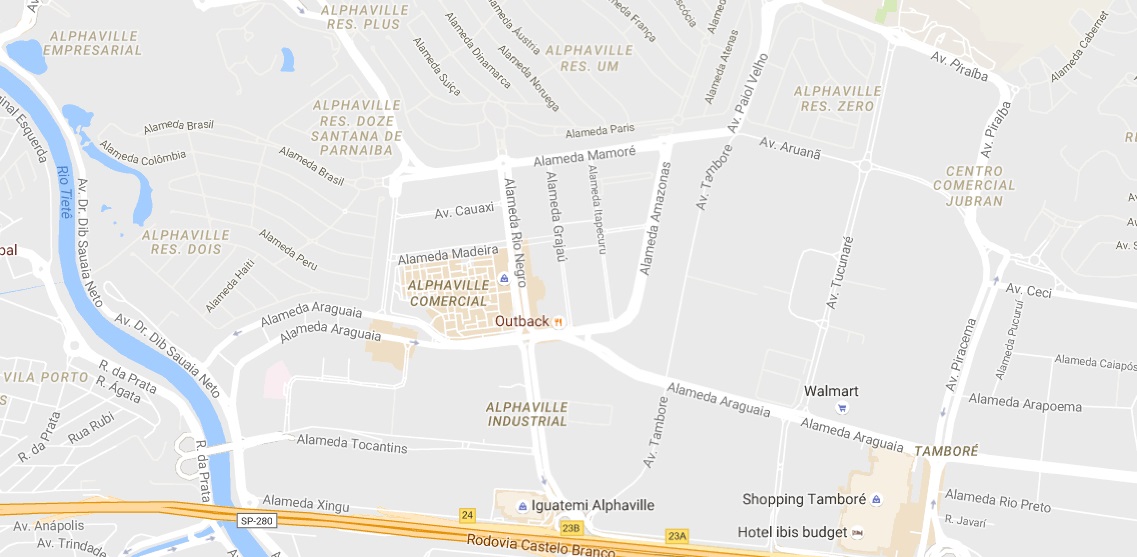 ALPHAVILLE
EMPRESARIAL
ALPHAVILLE
RES. PLUS
Alameda Suíça
Alameda Dinamarca
Alameda Áustria
Alameda Noruega
Alameda França
ALPHAVILLE
RES. UM
Alameda Atenas
Av. Paiol Velho
Av. Piraíba
Alameda Cabernet
ALPHAVILLE
RES. ZERO
Av. Piraíba
ALPHAVILLE
RES. DOZE
SANTANA DE
PARNAIBA
Alameda Brasil
Alameda Colômbia
Alameda Brasil
Alameda Paris
Alameda Mamoré
Av. Aruanã
Av. Tambore
CENTRO
COMERCIAL
JUBRAN
Rio Tietê
Av. Dr. Dib Sauaia Neto
Av. Cauaxi
Alameda Rio Negro
Alameda Grajaú
Alameda Itapecuru
Alameda Amazonas
ALPHAVILLE
RES. DOIS
Alameda Peru
Alameda Haiti
Alameda Madeira
ALPHAVILLE
COMERCIAL
Av. Tucunaré
Av. Ceci
Outback
Alameda Araguaia
Alameda Araguaia
Av. Dr. Dib Sauaia Neto
Av. Piracema
Alameda Pucuruí
Alameda Caiapós
VILA PORTO
R. da Prata
R. Ágata
Rua Rubi
R. da Prata
R. da Prata
Alameda Araguaia
Walmart
Alameda Arapoema
ALPHAVILLE
INDUSTRIAL
Av. Tambore
Alameda Araguaia
TAMBORÉ
Alameda Tocantins
Alameda Xingu
Iguatemi Alphaville
Shopping Tamboré
Alameda Rio Preto
R. Javarí
Hotel ibis budget
SP-280
24
23B
23A
Rodovia Castelo Branco
Av. Anápolis
Av. Trindade